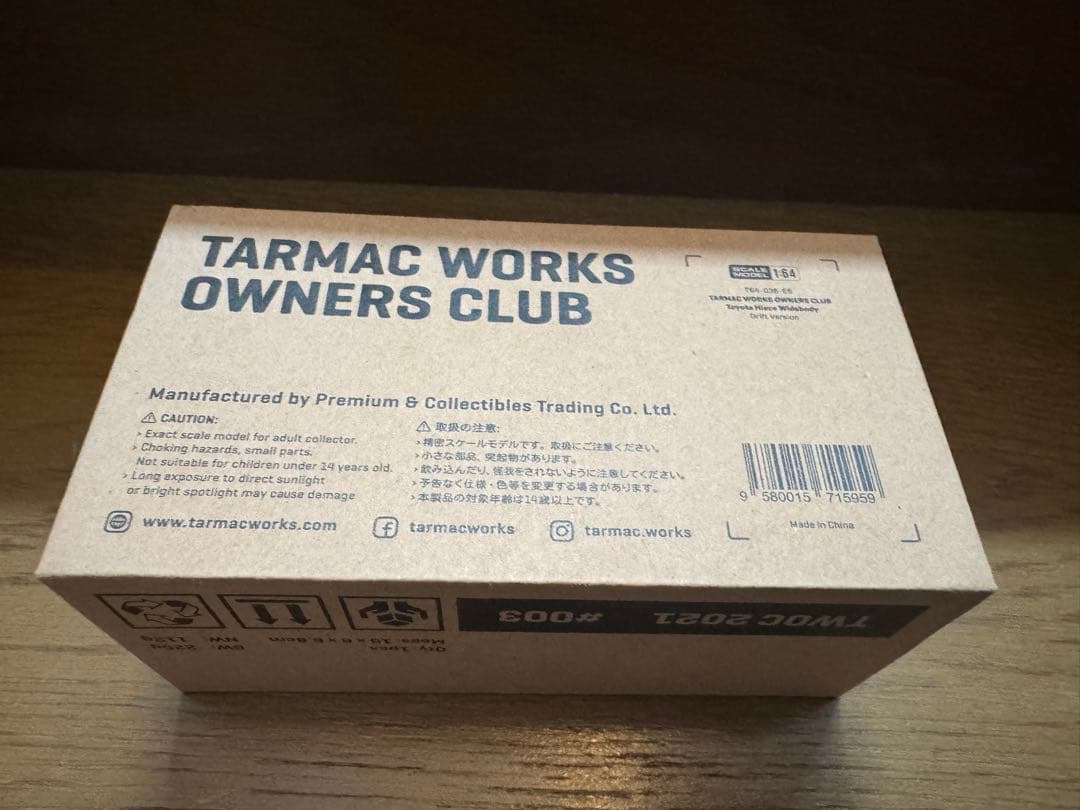 TARMAC WORKS
OWNERS CLUB
SCALE MODEL 1:64
TARMAC WORKS OWNERS CLUB
Toyota Hiace Widebody
Drift Version
Manufactured by Premium & Collectibles Trading Co. Ltd.
CAUTION:
> Exact scale model for adult collector.
> Choking hazards, small parts.
Not suitable for children under 14 years old.
> Long exposure to direct sunlight
or bright spotlight may cause damage
取扱の注意:
> 精密スケールモデルです。取扱にご注意ください。
> 小さな部品、突起物があります。
> 飲み込んだり、怪我をされないように注意してください。
> 予告なく仕様・色等を変更する場合があります。
> 本製品の対象年齢は14歳以上です。
9 580015 715959
Made in China
www.tarmacworks.com
tarmacworks
tarmac.works
TWOC 2021 #003
Qty: 1pcs